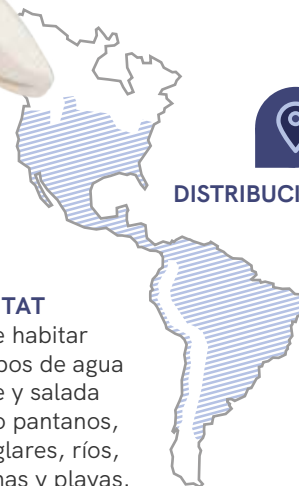 DISTRIBUCI
TAT
e habitar
pos de agua
e y salada
o pantanos,
glares, ríos,
nas y playas.